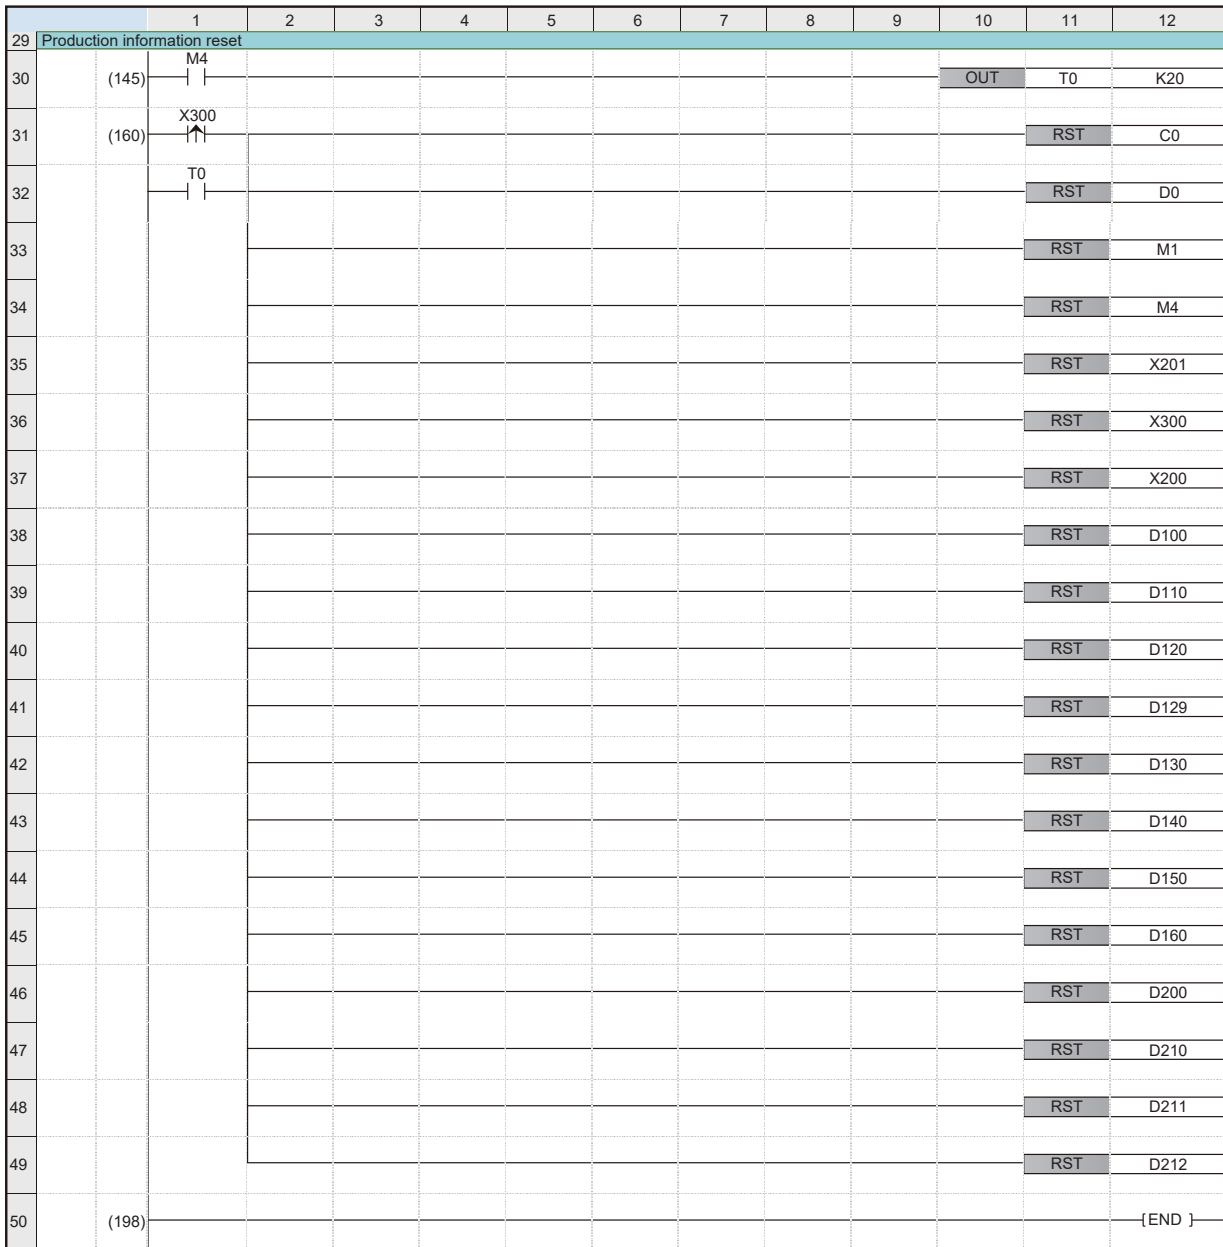 1 2 3 4 5 6 7 8 9 10 11 12
29 Production information reset
M4
30 (145) OUT T0 K20
X300
31 (160) RST C0
T0
32 RST D0
33 RST M1
34 RST M4
35 RST X201
36 RST X300
37 RST X200
38 RST D100
39 RST D110
40 RST D120
41 RST D129
42 RST D130
43 RST D140
44 RST D150
45 RST D160
46 RST D200
47 RST D210
48 RST D211
49 RST D212
50 (198) [END ]